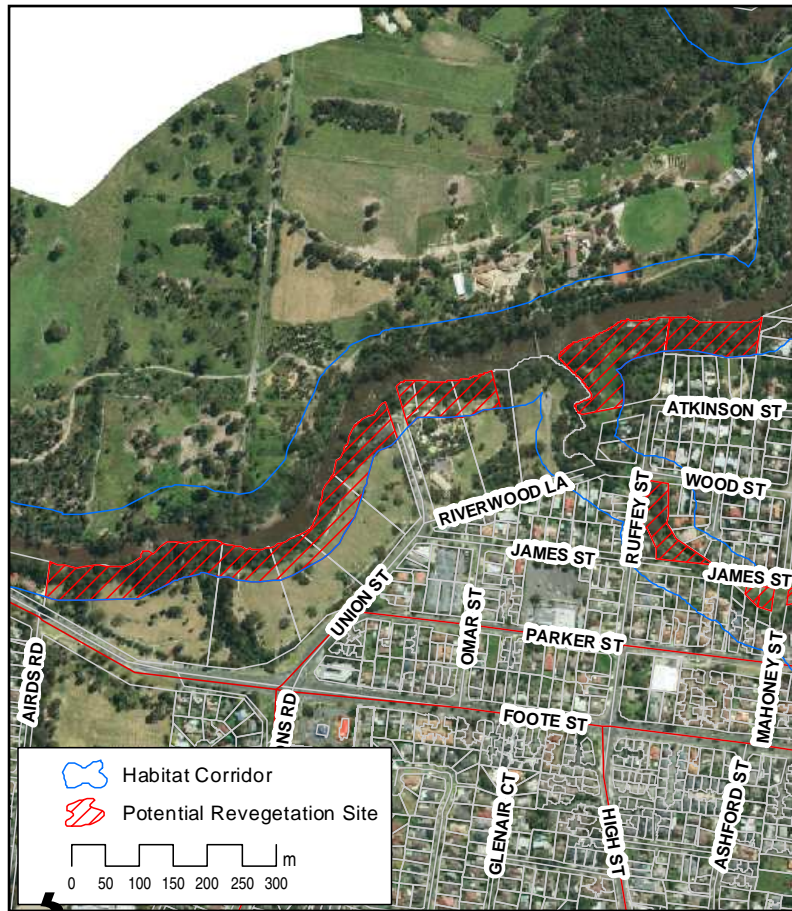 ATKINSON ST
WOOD ST
RIVERWOOD LA
RUFFEY ST
JAMES ST
JAMES ST
UNION ST
OMAR ST
PARKER ST
MAHONEY ST
AIRDS RD
NS RD
FOOTE ST
GLENAIR CT
HIGH ST
ASHFORD ST
Habitat Corridor
Potential Revegetation Site
m
0 50 100 150 200 250 300